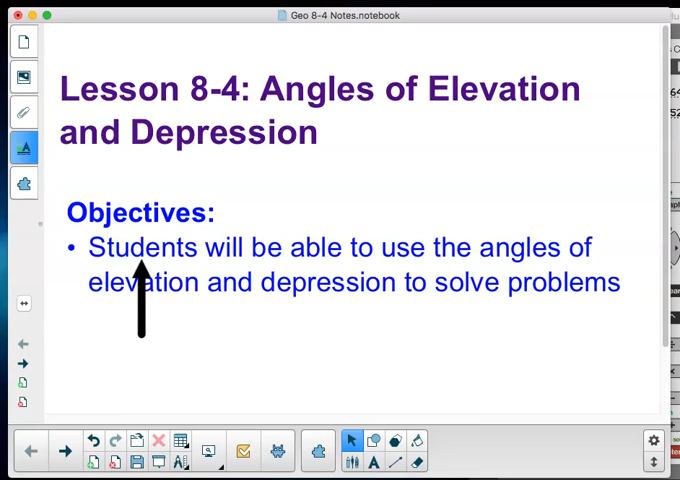 Geo 8-4 Notes.notebook
Lesson 8-4: Angles of Elevation
and Depression
Objectives:
• Students will be able to use the angles of
elevation and depression to solve problems